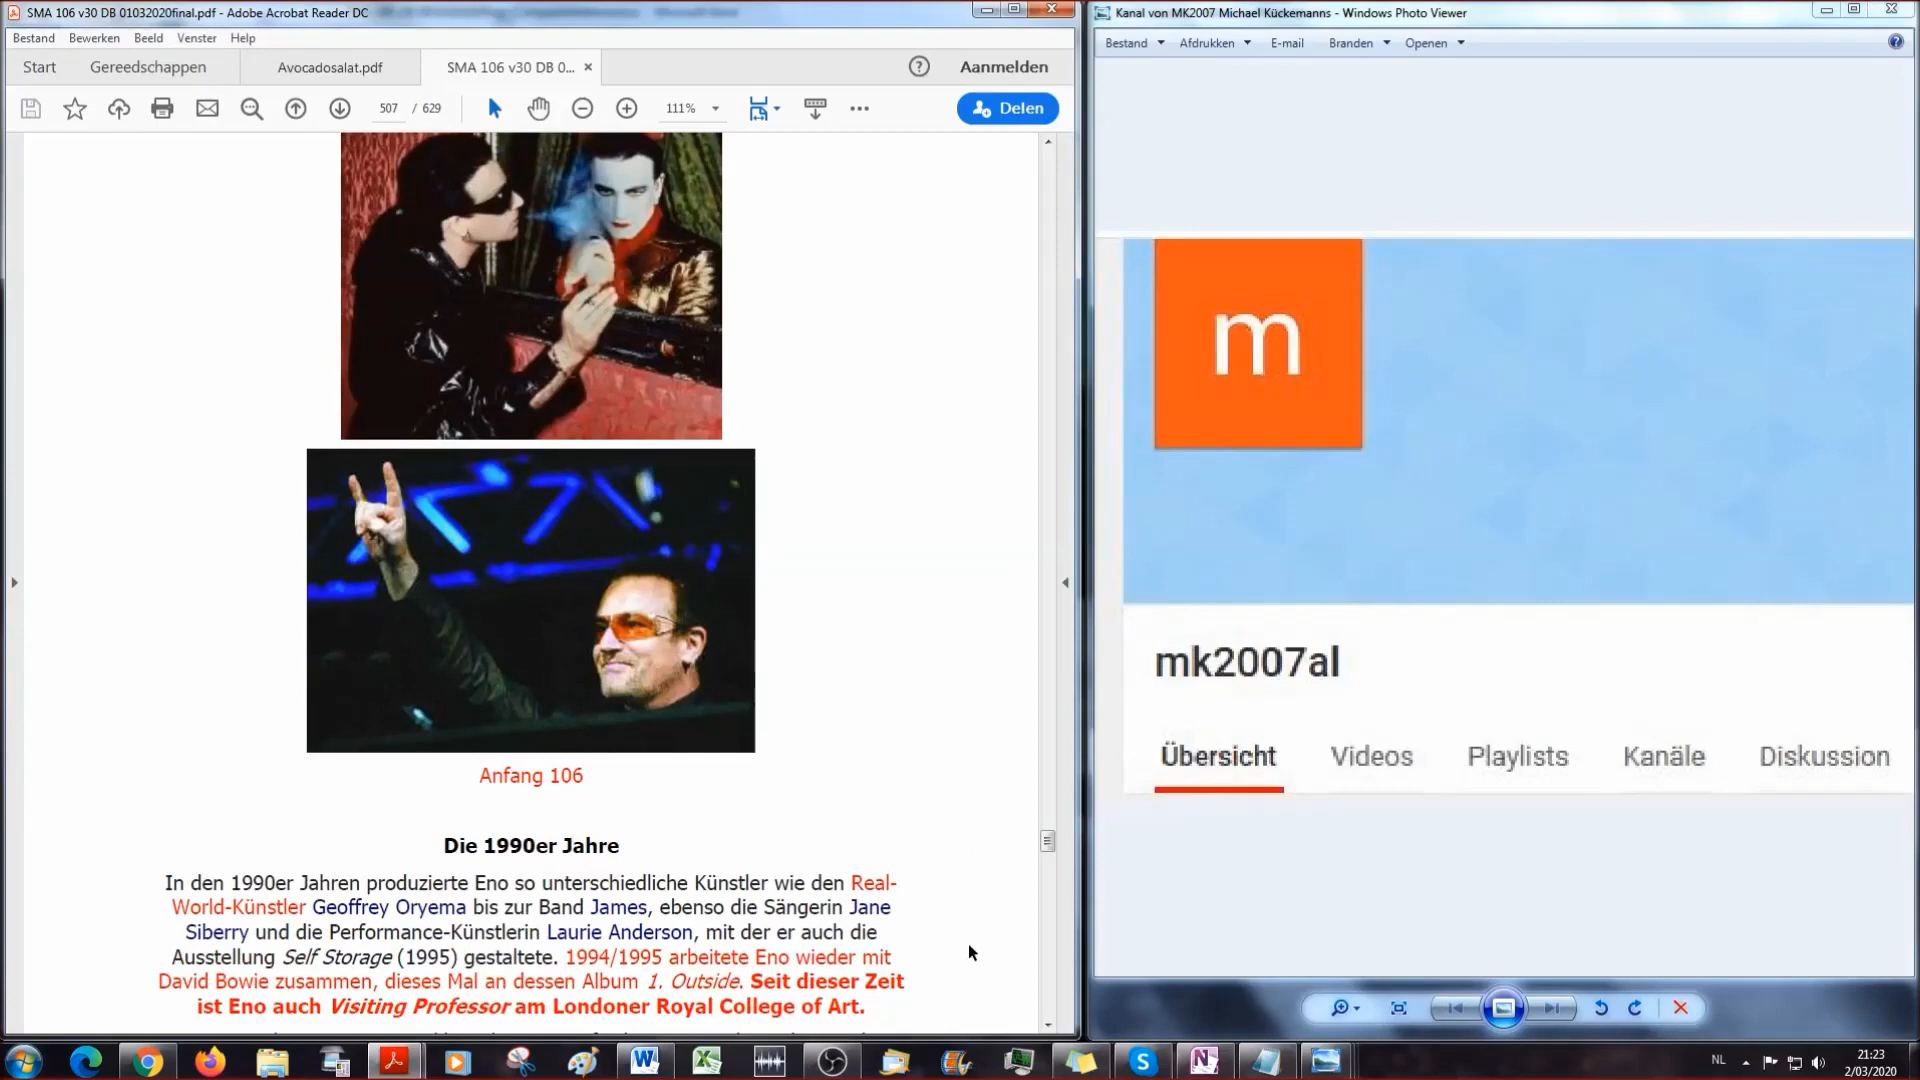 SMA 106 v30 DB 01032020final.pdf - Adobe Acrobat Reader DC
Bestand Bewerken Beeld Venster Help
Start Gereedschappen Avocadosalat.pdf SMA 106 v30 DB 0... × ? Aanmelden
507 / 629 111% Delen
Anfang 106
Die 1990er Jahre
In den 1990er Jahren produzierte Eno so unterschiedliche Künstler wie den Real-
World-Künstler Geoffrey Oryema bis zur Band James, ebenso die Sängerin Jane
Siberry und die Performance-Künstlerin Laurie Anderson, mit der er auch die
Ausstellung Self Storage (1995) gestaltete. 1994/1995 arbeitete Eno wieder mit
David Bowie zusammen, dieses Mal an dessen Album 1. Outside. Seit dieser Zeit
ist Eno auch Visiting Professor am Londoner Royal College of Art.
Kanal von MK2007 Michael Kückemanns - Windows Photo Viewer
Bestand Afdrukken E-mail Branden Openen
m
mk2007al
Übersicht Videos Playlists Kanäle Diskussion
NL 21:23
2/03/2020